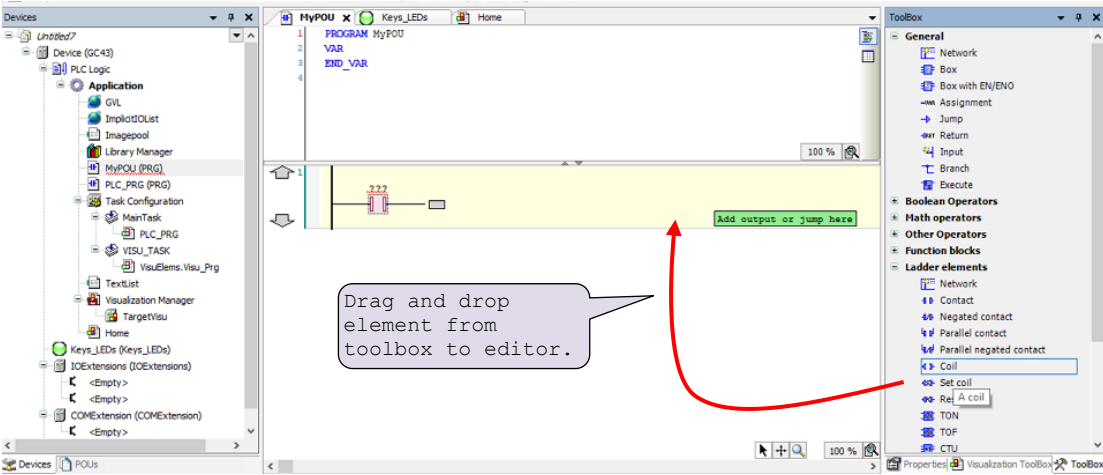 Devices
Untitled7
Device (GC43)
PLC Logic
Application
GVL
ImplicitIOList
Imagepool
Library Manager
MyPOU (PRG)
PLC_PRG (PRG)
Task Configuration
MainTask
PLC_PRG
VISU_TASK
VisuElems.Visu_Prg
TextList
Visualization Manager
TargetVisu
Home
Keys_LEDs (Keys_LEDs)
IOExtensions (IOExtensions)
<Empty>
<Empty>
COMExtension (COMExtension)
<Empty>
Devices POUs
MyPOU Keys_LEDs Home
1 PROGRAM MyPOU
2 VAR
3 END_VAR
4
100 %
1
???
Add output or jump here
Drag and drop
element from
toolbox to editor.
100 %
ToolBox
General
Network
Box
Box with EN/ENO
Assignment
Jump
Return
Input
Branch
Execute
Boolean Operators
Math operators
Other Operators
Function blocks
Ladder elements
Network
Contact
Negated contact
Parallel contact
Parallel negated contact
Coil
Set coil
Re A coil
TON
TOF
CTU
Properties Visualization ToolBox ToolBox